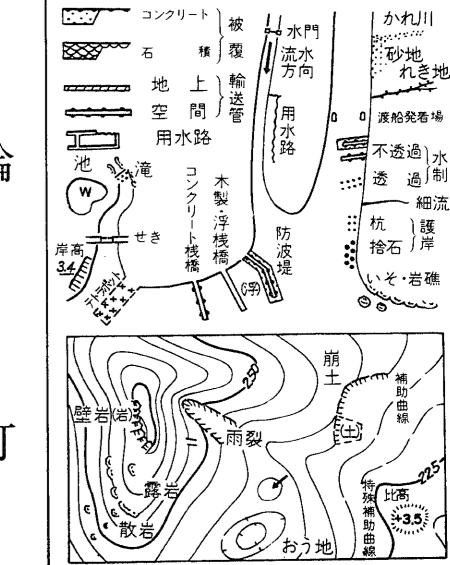 コンクリート
石積
被覆
地上
空間
輸送管
用水路
池
滝
W
せき
岸高
3.4
テトラポット
コンクリート桟橋
木製・浮桟橋
水門
流水方向
用水路
防波堤
かれ川
砂地
れき地
渡船発着場
不透過
透過
水制
細流
杭
捨石
護岸
いそ・岩礁
250
崩土
補助曲線
壁岩(岩)
雨裂
(土)
露岩
散岩
おう地
特殊補助曲線
比高
225
+3.5